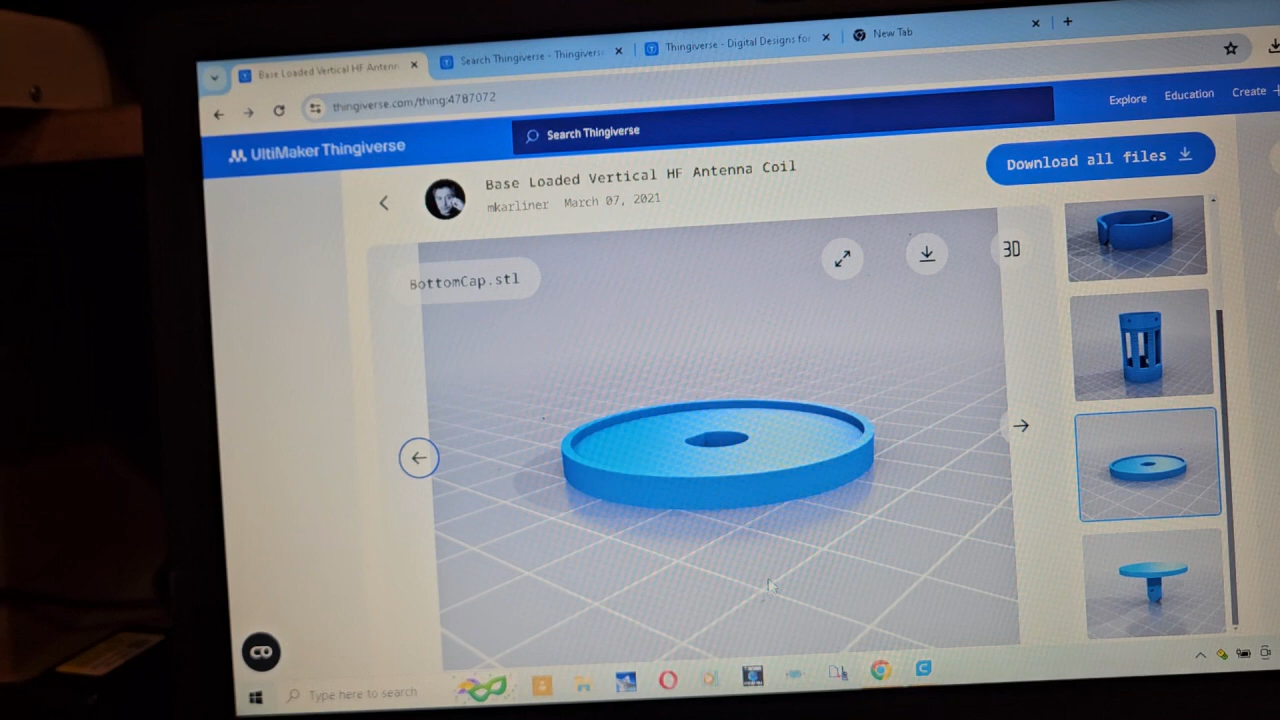 Base Loaded Vertical HF Antenn
Search Thingiverse - Thingivers
Thingiverse - Digital Designs for
New Tab
thingiverse.com/thing:4787072
UltiMaker Thingiverse
Search Thingiverse
Explore
Education
Create +
Base Loaded Vertical HF Antenna Coil
mkarliner March 07, 2021
Download all files
BottomCap.stl
3D
Type here to search